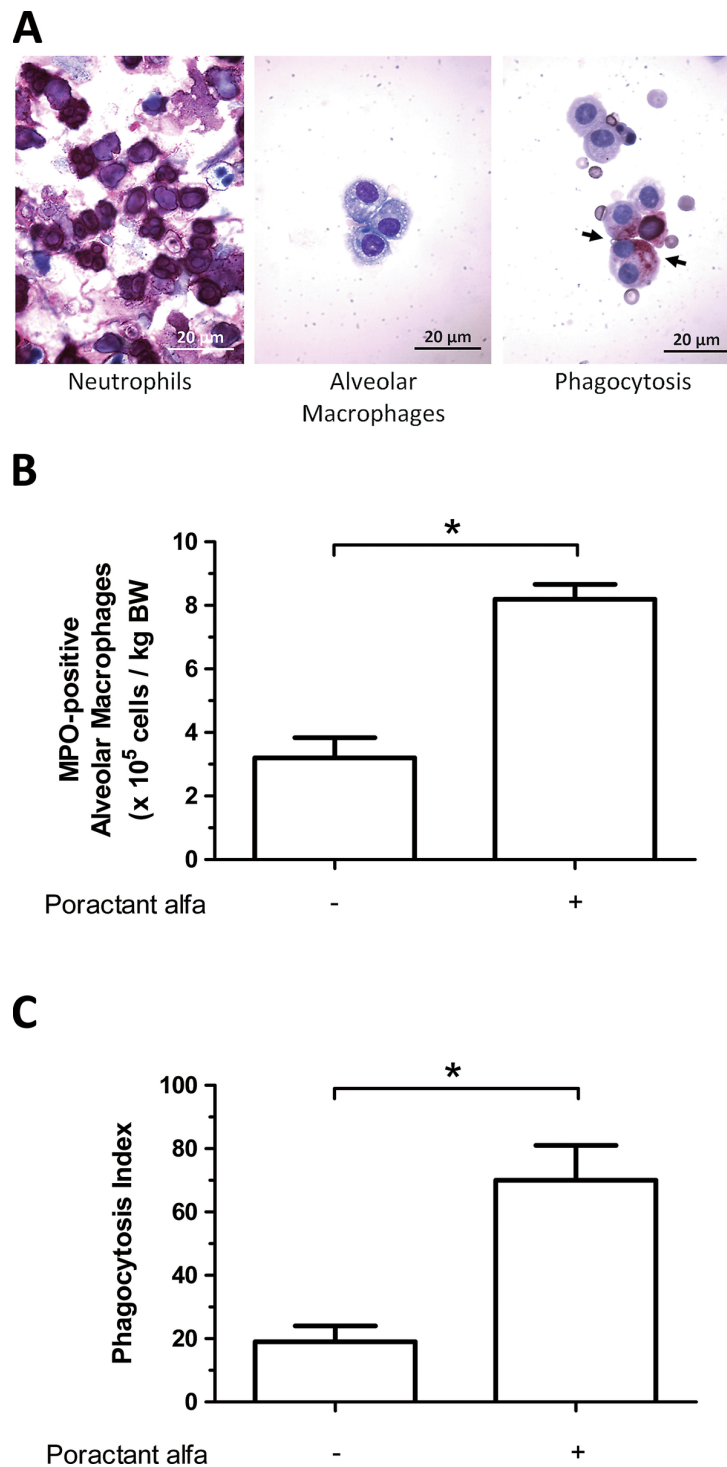 A
20 µm
20 µm
20 µm
Neutrophils
Alveolar
Macrophages
Phagocytosis
B
*
10
8
6
4
2
0
MPO-positive
Alveolar Macrophages
(x 10⁵ cells / kg BW
Poractant alfa - +
C
*
100
80
60
40
20
0
Phagocytosis Index
Poractant alfa - +